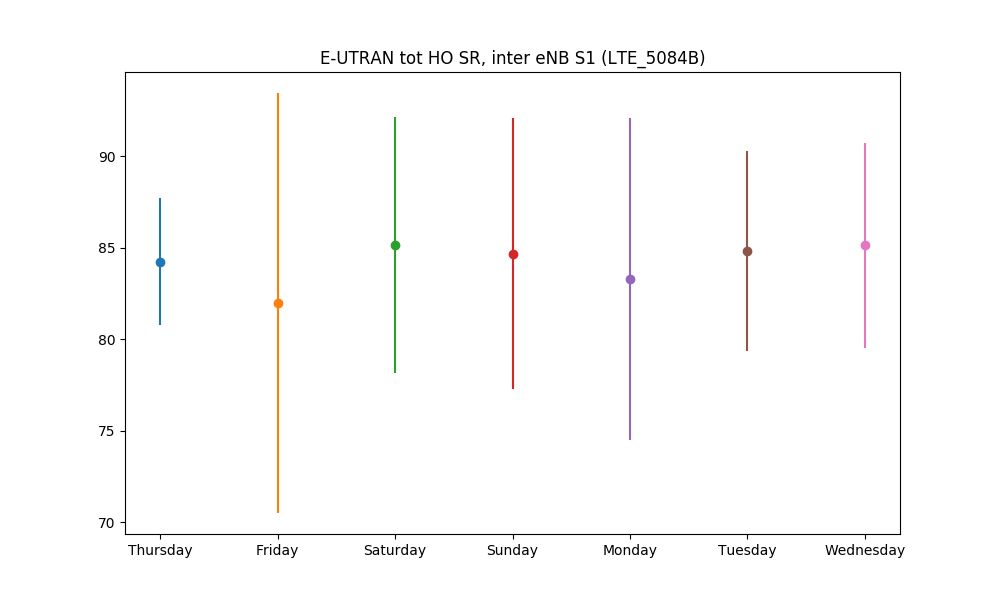 E-UTRAN tot HO SR, inter eNB S1 (LTE_5084B)
90
85
80
75
70
Thursday Friday Saturday Sunday Monday Tuesday Wednesday